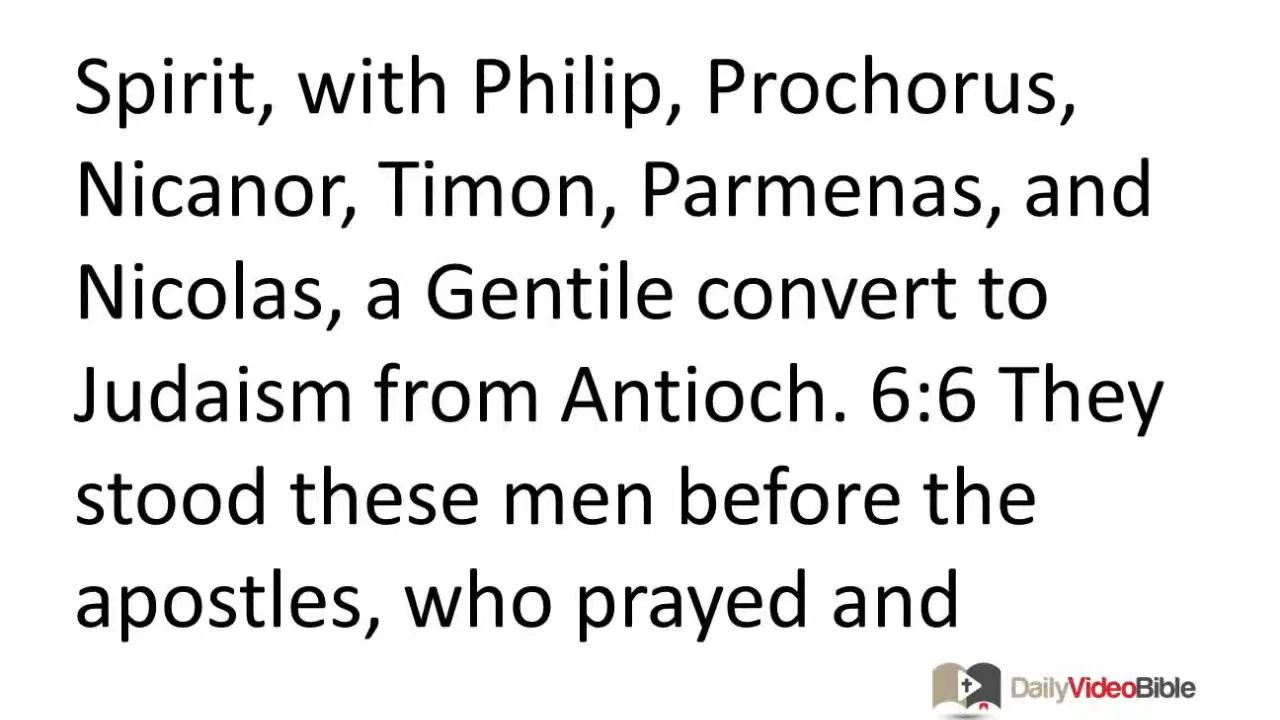 Spirit, with Philip, Prochorus,
Nicanor, Timon, Parmenas, and
Nicolas, a Gentile convert to
Judaism from Antioch. 6:6 They
stood these men before the
apostles, who prayed and
DailyVideoBible